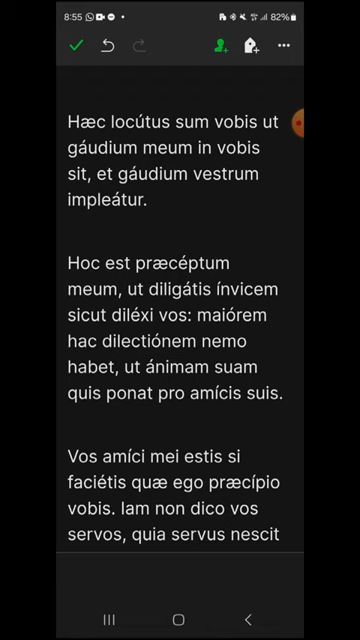 8:55
82%
Hæc locútus sum vobis ut
gáudium meum in vobis
sit, et gáudium vestrum
impleátur.
Hoc est præcéptum
meum, ut diligátis ínvicem
sicut diléxi vos: maiórem
hac dilectiónem nemo
habet, ut ánimam suam
quis ponat pro amícis suis.
Vos amíci mei estis si
faciétis quæ ego præcípio
vobis. Iam non dico vos
servos, quia servus nescit